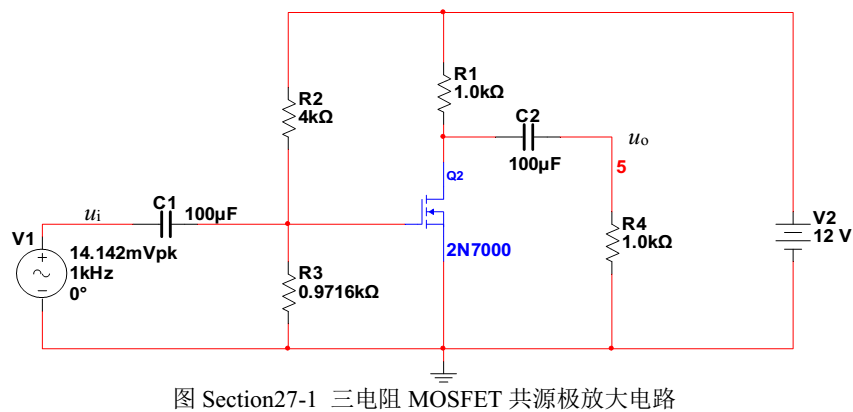 R2
4kΩ
R1
1.0kΩ
C2
100µF
uo
5
Q2
2N7000
R4
1.0kΩ
V2
12 V
ui
C1
100µF
V1
14.142mVpk
1kHz
0°
R3
0.9716kΩ
图 Section27-1 三电阻 MOSFET 共源极放大电路